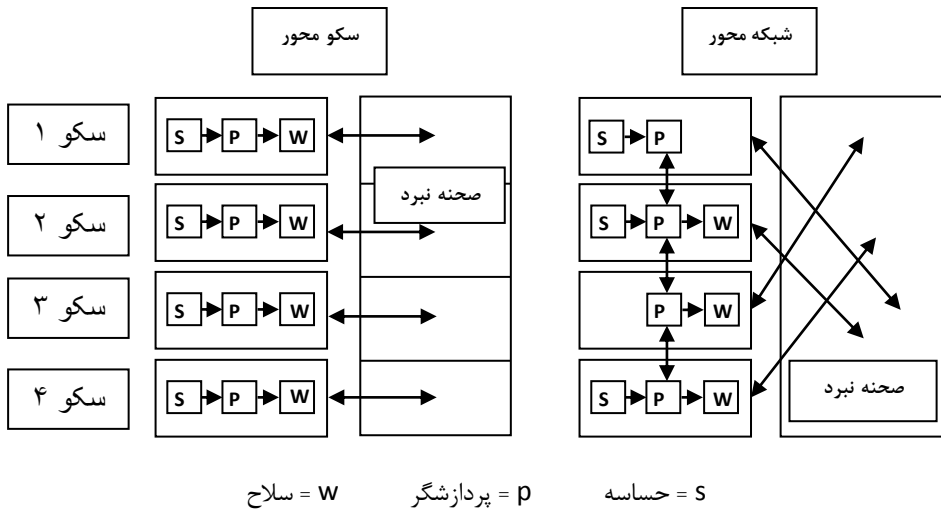 سکو محور
شبکه محور
سکو ۱
S P W
S P
صحنه نبرد
سکو ۲
S P W
S P W
سکو ۳
S P W
P W
سکو ۴
S P W
S P W
صحنه نبرد
s = حساسه p = پردازشگر w = سلاح